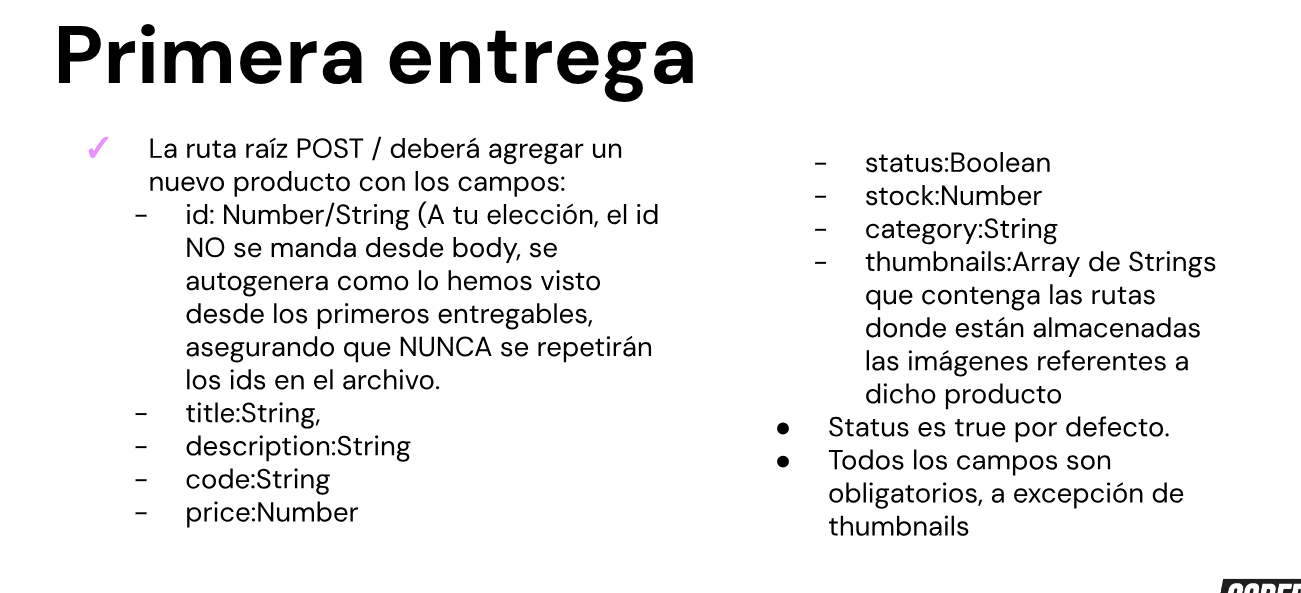 Primera entrega
✓ La ruta raíz POST / deberá agregar un
nuevo producto con los campos:
- id: Number/String (A tu elección, el id
NO se manda desde body, se
autogenera como lo hemos visto
desde los primeros entregables,
asegurando que NUNCA se repetirán
los ids en el archivo.
- title:String,
- description:String
- code:String
- price:Number
- status:Boolean
- stock:Number
- category:String
- thumbnails:Array de Strings
que contenga las rutas
donde están almacenadas
las imágenes referentes a
dicho producto
● Status es true por defecto.
● Todos los campos son
obligatorios, a excepción de
thumbnails